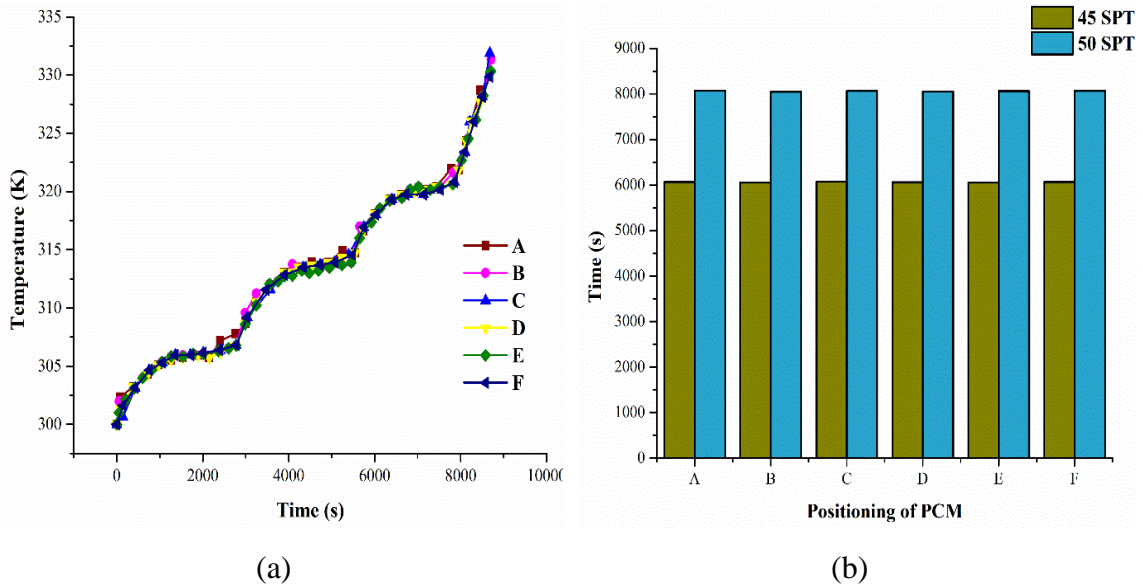 335
330
325
320
315
310
305
300
Temperature (K)
0
2000
4000
6000
8000
10000
Time (s)
A
B
C
D
E
F
(a)
45 SPT
50 SPT
9000
8000
7000
6000
5000
4000
3000
2000
1000
0
Time (s)
A
B
C
D
E
F
Positioning of PCM
(b)